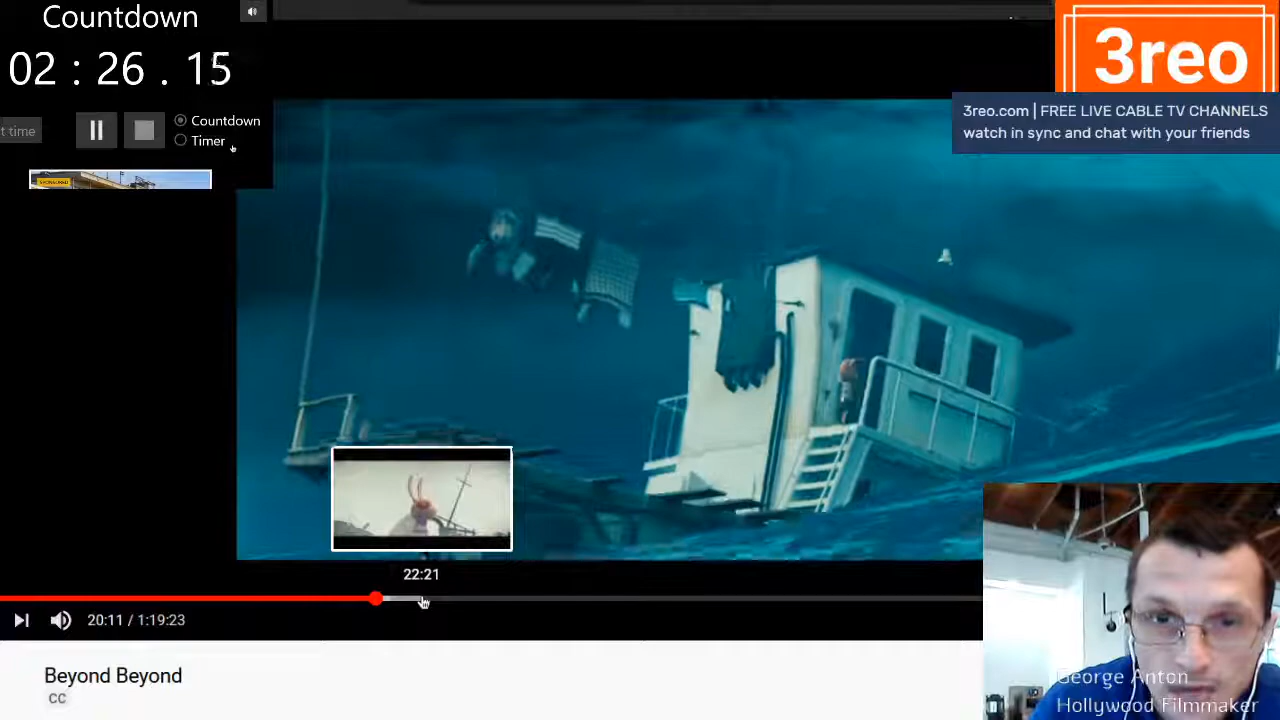 Countdown
02 : 26 . 15
t time
Countdown
Timer
SPONSORED
3reo
3reo.com | FREE LIVE CABLE TV CHANNELS
watch in sync and chat with your friends
22:21
20:11 / 1:19:23
Beyond Beyond
CC
George Anton
Hollywood Filmmaker